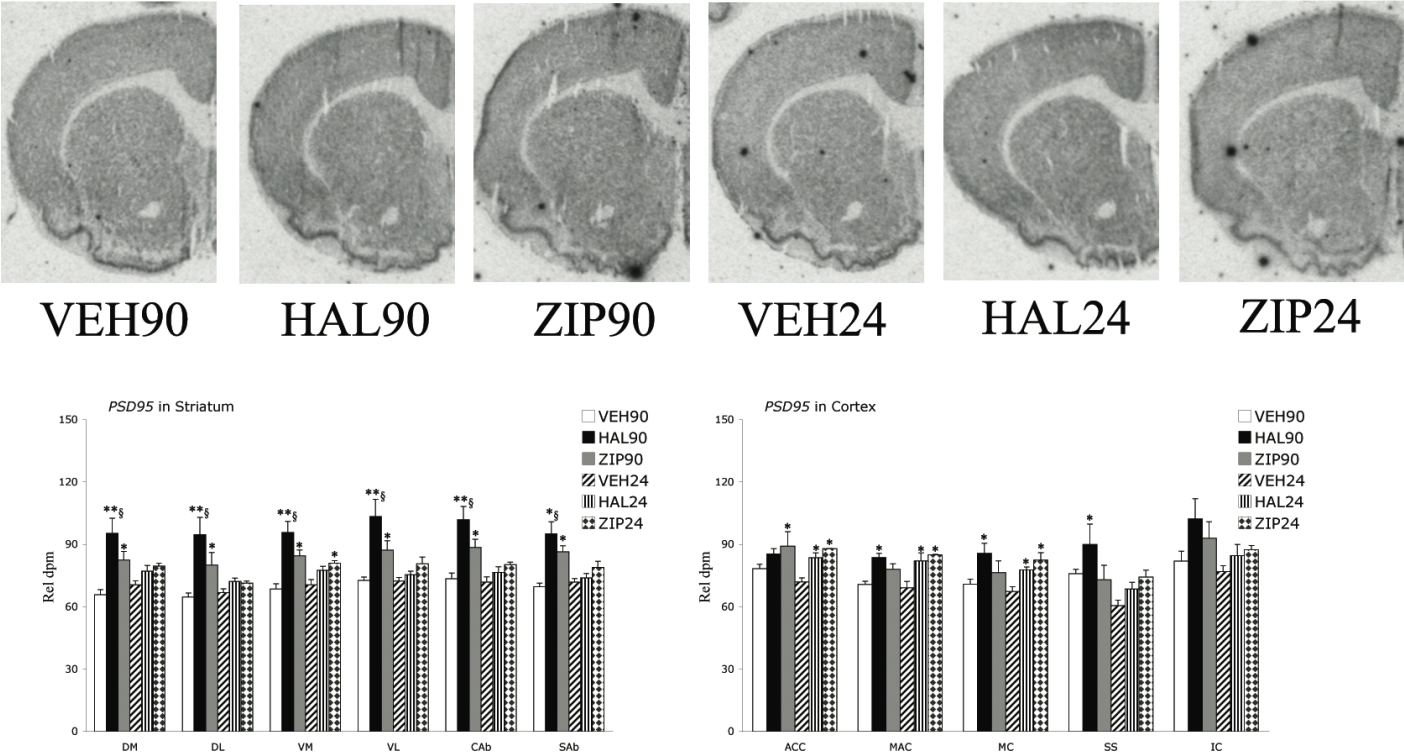 VEH90 HAL90 ZIP90 VEH24 HAL24 ZIP24
PSD95 in Striatum
150
120
90
60
30
0
Rel dpm
**§ * **§ * **§ * * **§ * **§ * *§ *
DM DL VM VL CAb SAb
VEH90
HAL90
ZIP90
VEH24
HAL24
ZIP24
PSD95 in Cortex
150
120
90
60
30
0
Rel dpm
* * * * * * * * * *
ACC MAC MC SS IC
VEH90
HAL90
ZIP90
VEH24
HAL24
ZIP24